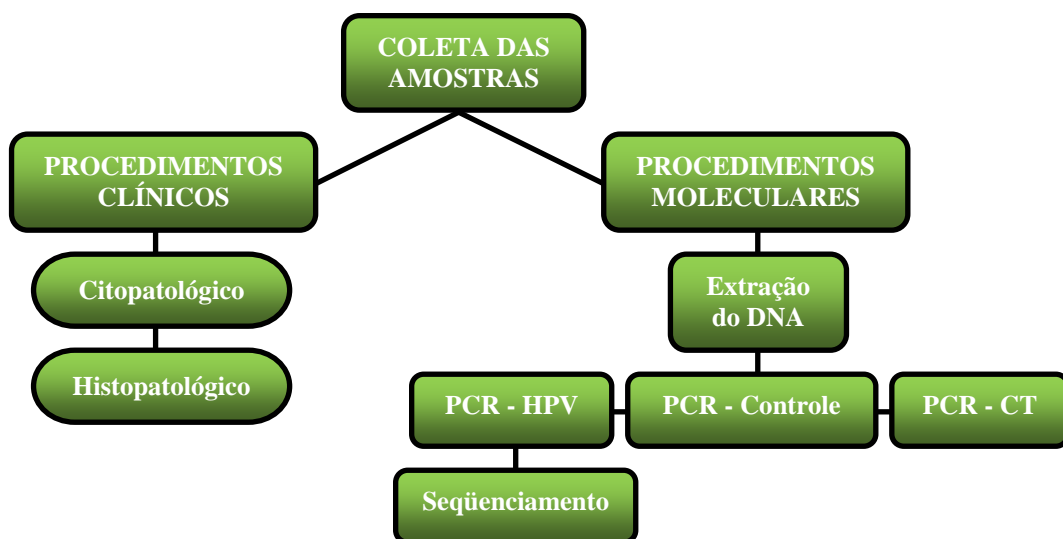 COLETA DAS
AMOSTRAS
PROCEDIMENTOS
CLÍNICOS
PROCEDIMENTOS
MOLECULARES
Citopatológico
Extração
do DNA
Histopatológico
PCR - HPV
PCR - Controle
PCR - CT
Seqüenciamento